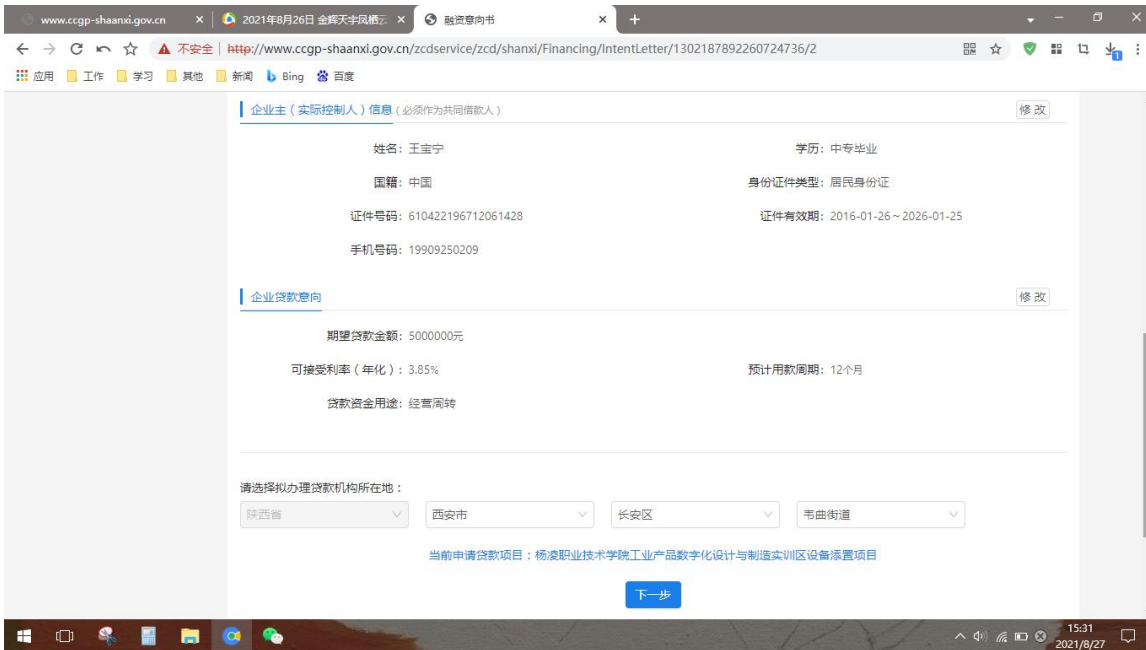 www.ccgp-shaanxi.gov.cn
2021年8月26日 金辉天宇凤栖云
融资意向书
不安全 http://www.ccgp-shaanxi.gov.cn/zcdservice/zcd/shanxi/Financing/IntentLetter/1302187892260724736/2
应用 工作 学习 其他 新闻 Bing 百度
企业主（实际控制人）信息（必须作为共同借款人） 修改
姓名：王宝宁 学历：中专毕业
国籍：中国 身份证件类型：居民身份证
证件号码：610422196712061428 证件有效期：2016-01-26～2026-01-25
手机号码：19909250209
企业贷款意向 修改
期望贷款金额：5000000元
可接受利率（年化）：3.85% 预计用款周期：12个月
贷款资金用途：经营周转
请选择拟办理贷款机构所在地：
陕西省 西安市 长安区 韦曲街道
当前申请贷款项目：杨凌职业技术学院工业产品数字化设计与制造实训区设备添置项目
下一步
15:31
2021/8/27